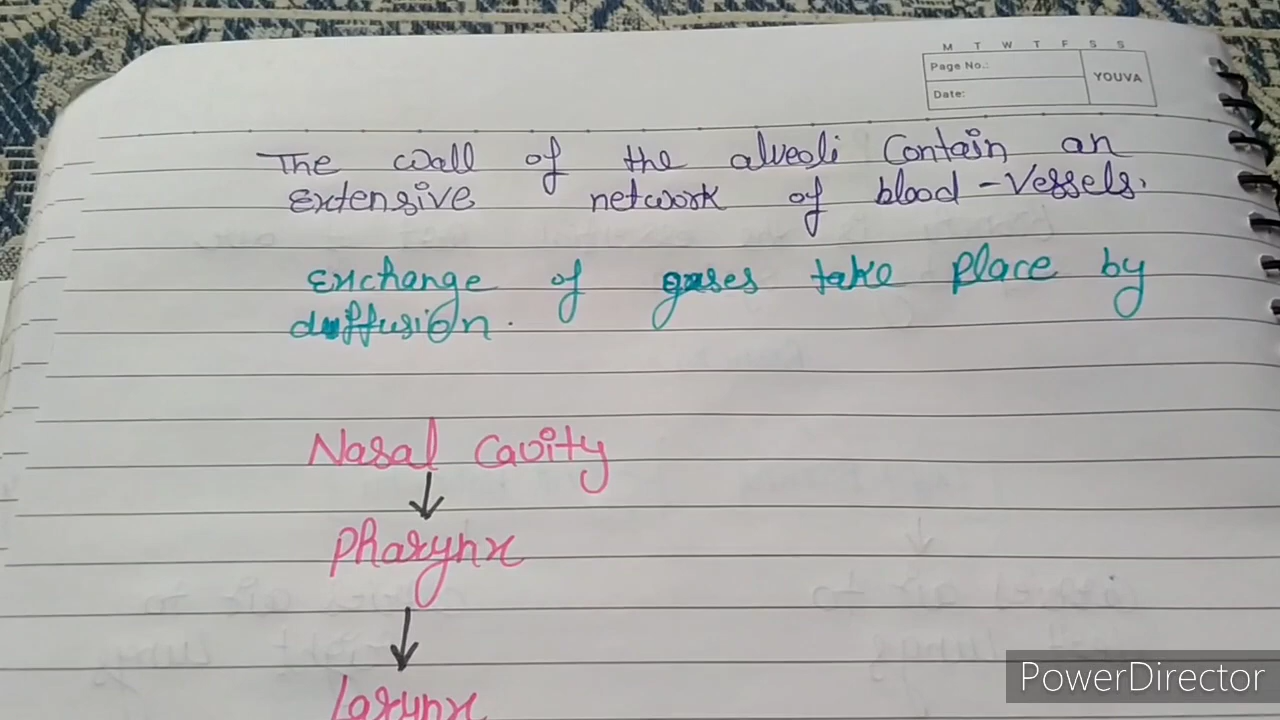 M T W T F S S
Page No.:
YOUVA
Date:
The wall of the alveoli Contain an
Extensive network of blood-Vessels.
Exchange of gases take place by
diffusion.
Nasal Cavity
Pharynx
Larynx
PowerDirector